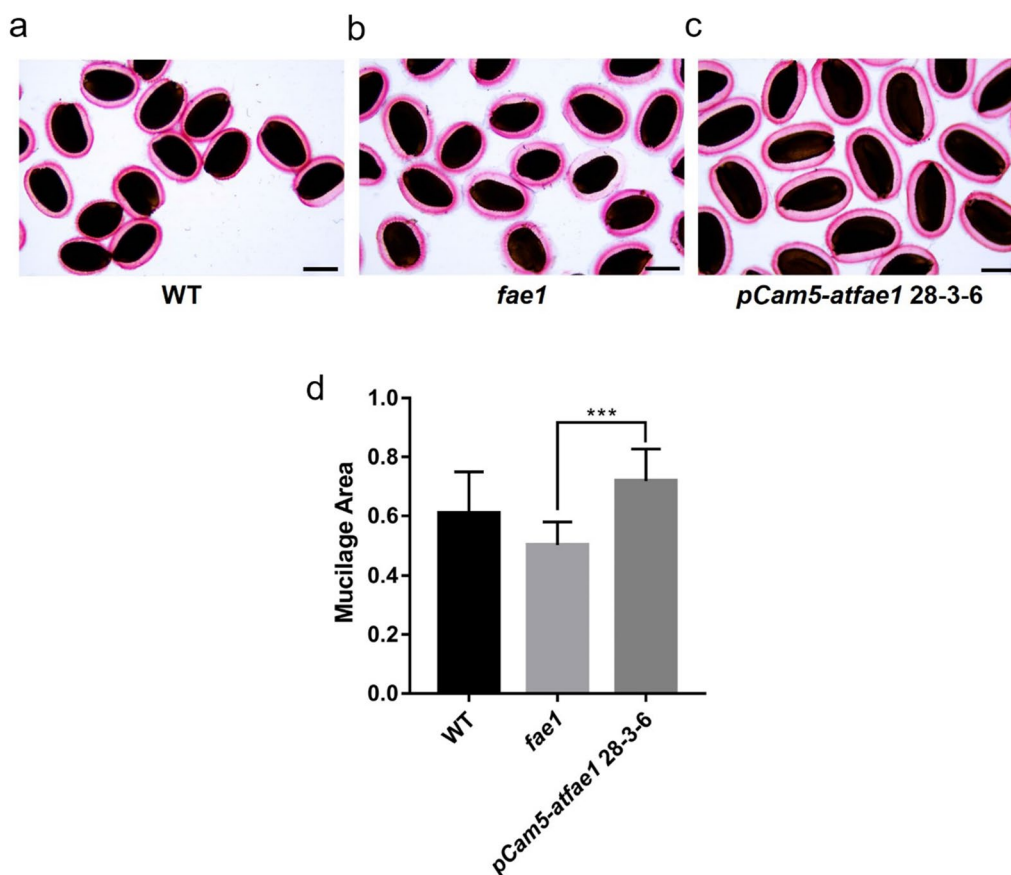 a
b
c
WT
fae1
pCam5-atfae1 28-3-6
d
Mucilage Area
1.0
0.8
0.6
0.4
0.2
0.0
***
WT
fae1
pCam5-atfae1 28-3-6